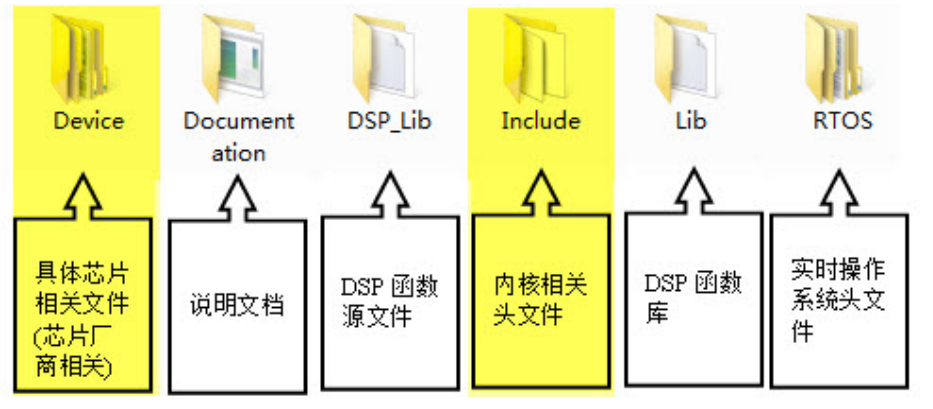 Device
Document
ation
DSP_Lib
Include
Lib
RTOS
具体芯片
相关文件
(芯片厂
商相关)
说明文档
DSP 函数
源文件
内核相关
头文件
DSP 函数
库
实时操作
系统头文
件